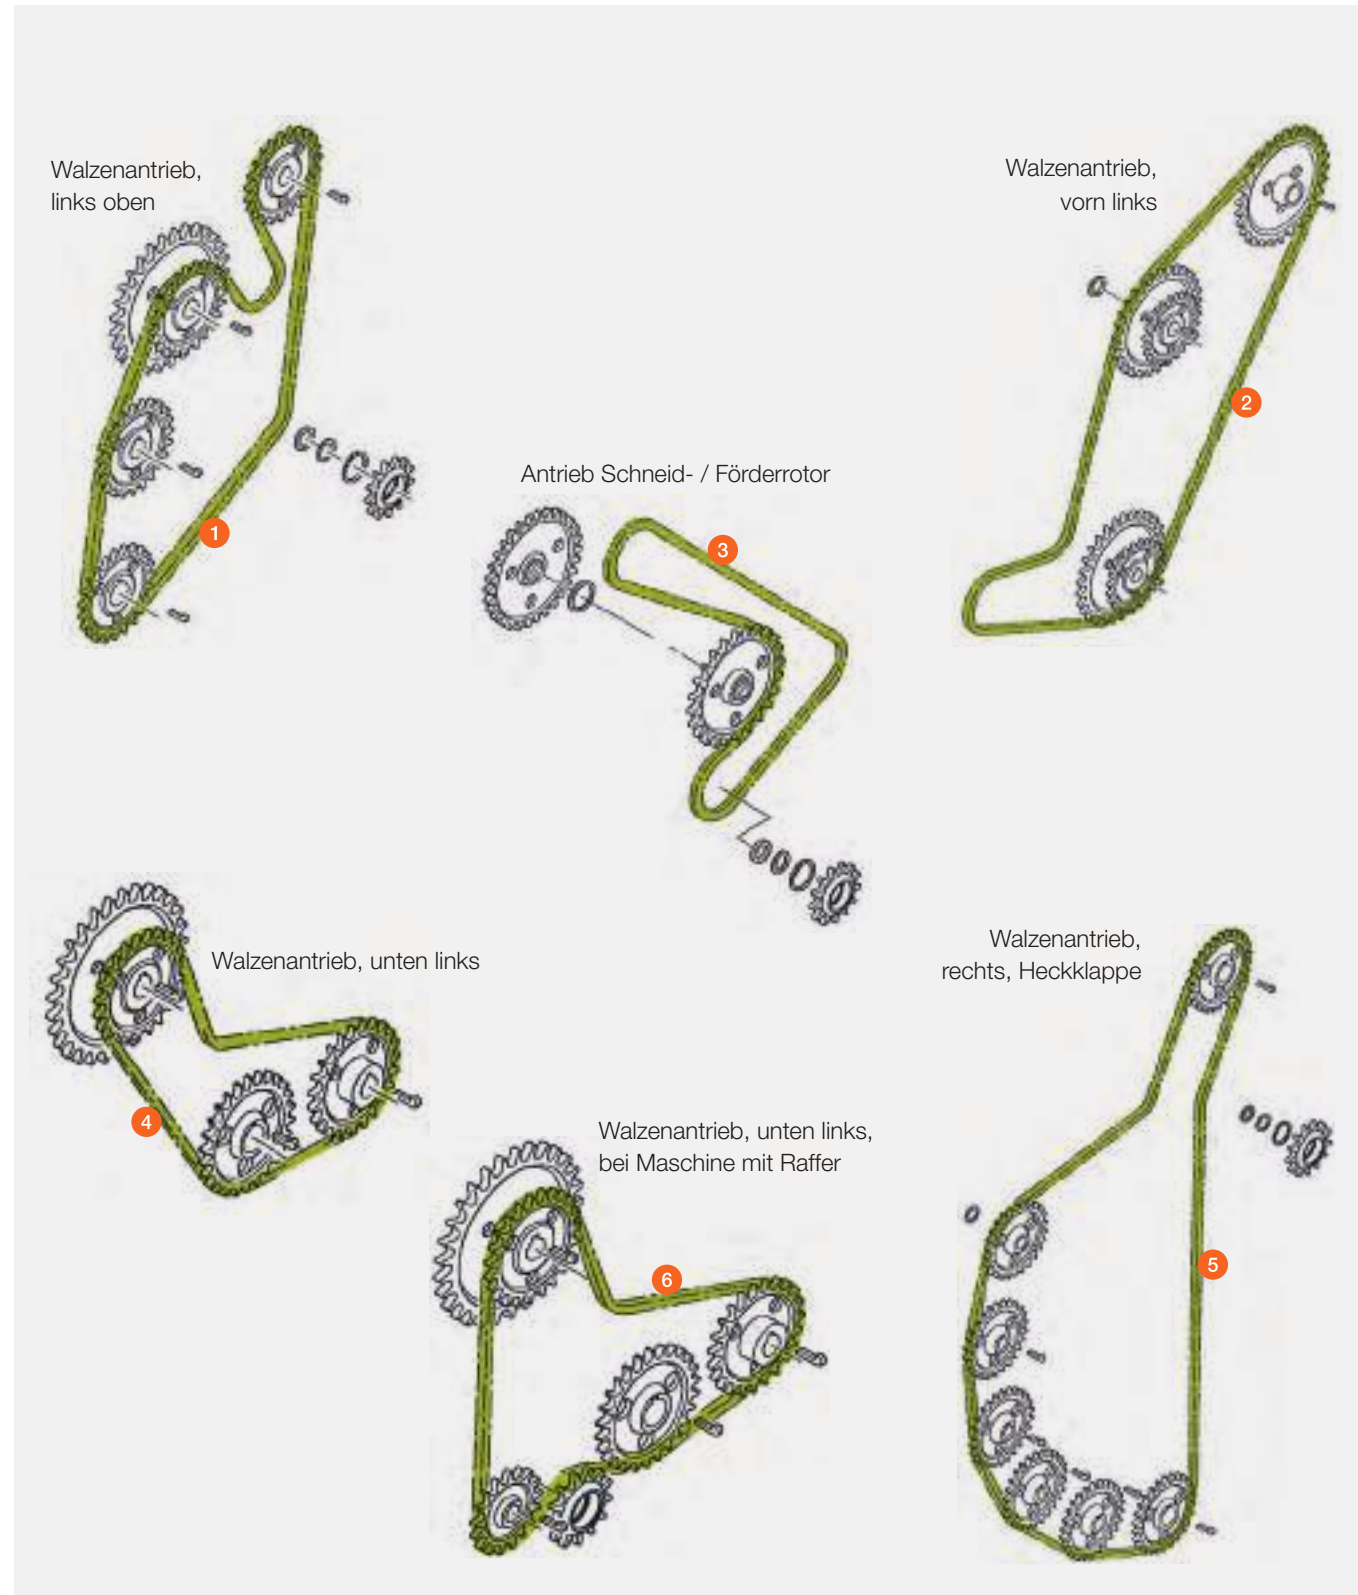 Walzenantrieb,
links oben
1
Walzenantrieb,
vorn links
2
Antrieb Schneid- / Förderrotor
3
Walzenantrieb, unten links
4
Walzenantrieb,
rechts, Heckklappe
5
Walzenantrieb, unten links,
bei Maschine mit Raffer
6